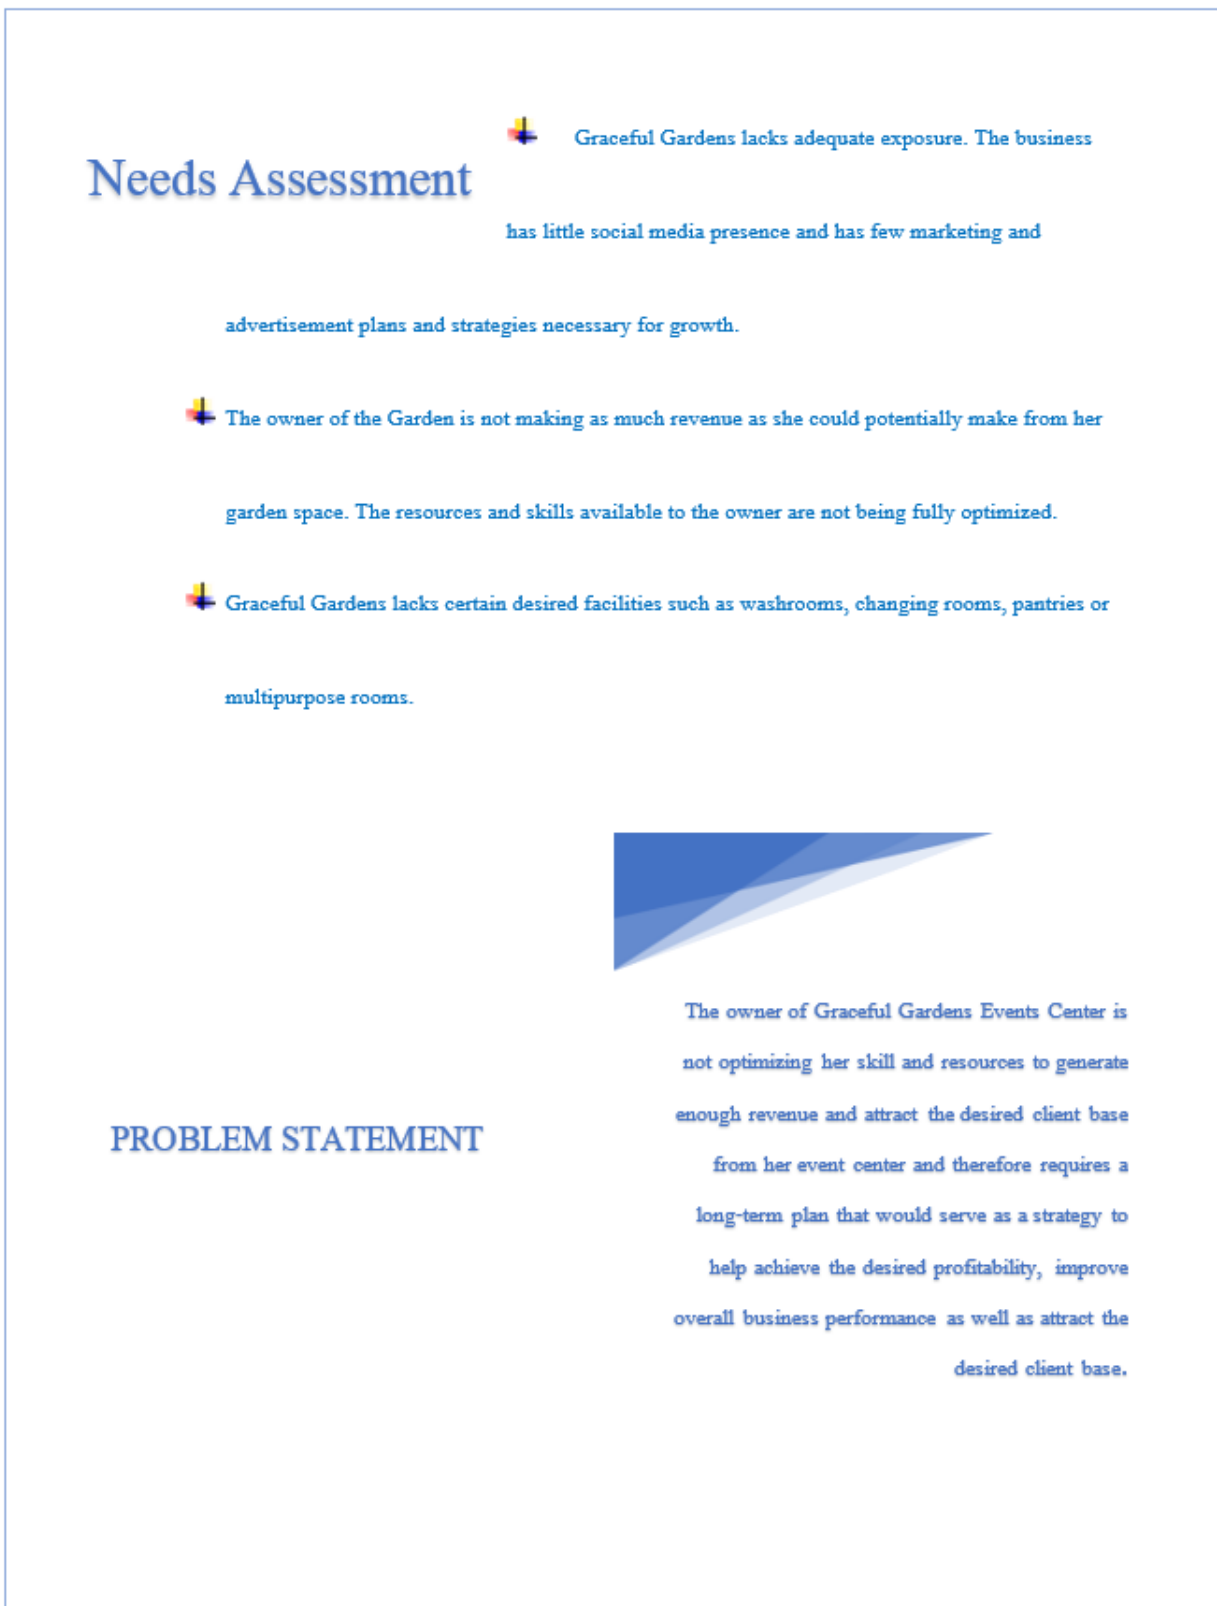 Needs Assessment
Graceful Gardens lacks adequate exposure. The business
has little social media presence and has few marketing and
advertisement plans and strategies necessary for growth.
The owner of the Garden is not making as much revenue as she could potentially make from her
garden space. The resources and skills available to the owner are not being fully optimized.
Graceful Gardens lacks certain desired facilities such as washrooms, changing rooms, pantries or
multipurpose rooms.
PROBLEM STATEMENT
The owner of Graceful Gardens Events Center is
not optimizing her skill and resources to generate
enough revenue and attract the desired client base
from her event center and therefore requires a
long-term plan that would serve as a strategy to
help achieve the desired profitability, improve
overall business performance as well as attract the
desired client base.